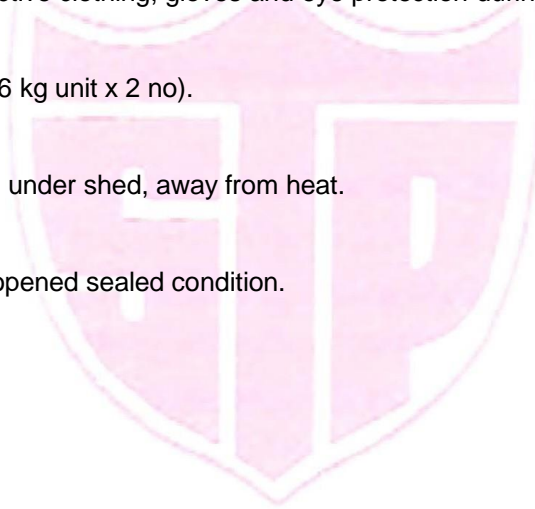 ctive clothing, gloves and eye protection durin
6 kg unit x 2 no).
under shed, away from heat.
opened sealed condition.
STP